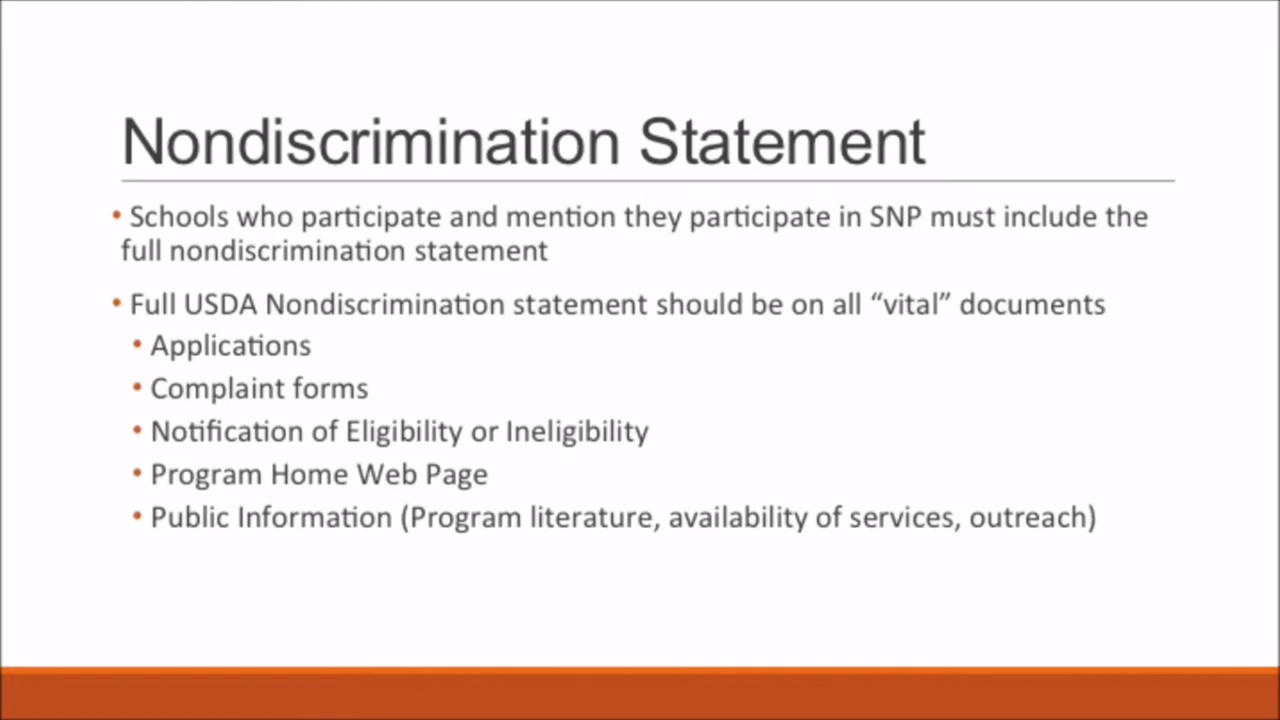 Nondiscrimination Statement
• Schools who participate and mention they participate in SNP must include the
full nondiscrimination statement
• Full USDA Nondiscrimination statement should be on all “vital” documents
• Applications
• Complaint forms
• Notification of Eligibility or Ineligibility
• Program Home Web Page
• Public Information (Program literature, availability of services, outreach)